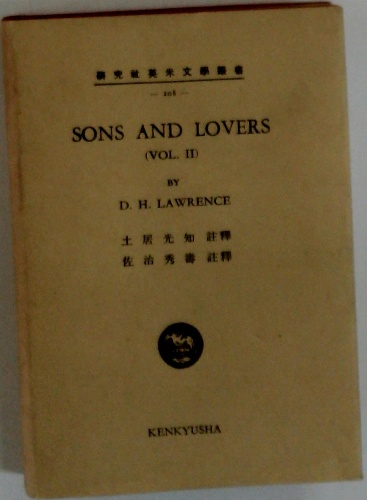 研究社英米文學叢書
— 208 —
SONS AND LOVERS
(VOL. II)
BY
D. H. LAWRENCE
土居光知 註釋
佐治秀壽 註釋
KENKYUSHA